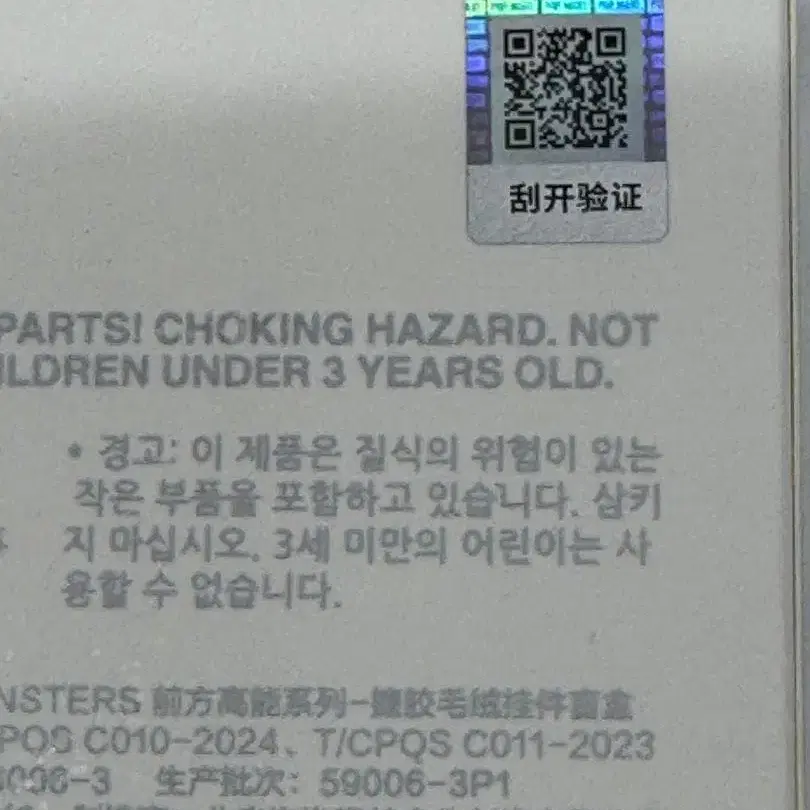 刮开验证
PARTS! CHOKING HAZARD. NOT
ILDREN UNDER 3 YEARS OLD.
* 경고: 이 제품은 질식의 위험이 있는
작은 부품을 포함하고 있습니다. 삼키
지 마십시오. 3세 미만의 어린이는 사
용할 수 없습니다.
NSTERS 前方高能系列-搪胶毛绒挂件盲盒
PQS C010-2024、T/CPQS C011-2023
生产批次: 59006-3P1